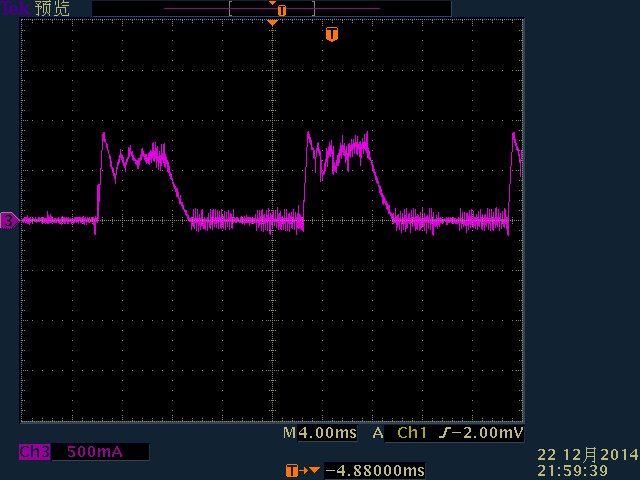 Tek 预览
T
T
3
M 4.00ms A Ch1 ∫ -2.00mV
Ch3 500mA
T→▼ -4.88000ms
22 12月 2014
21:59:39